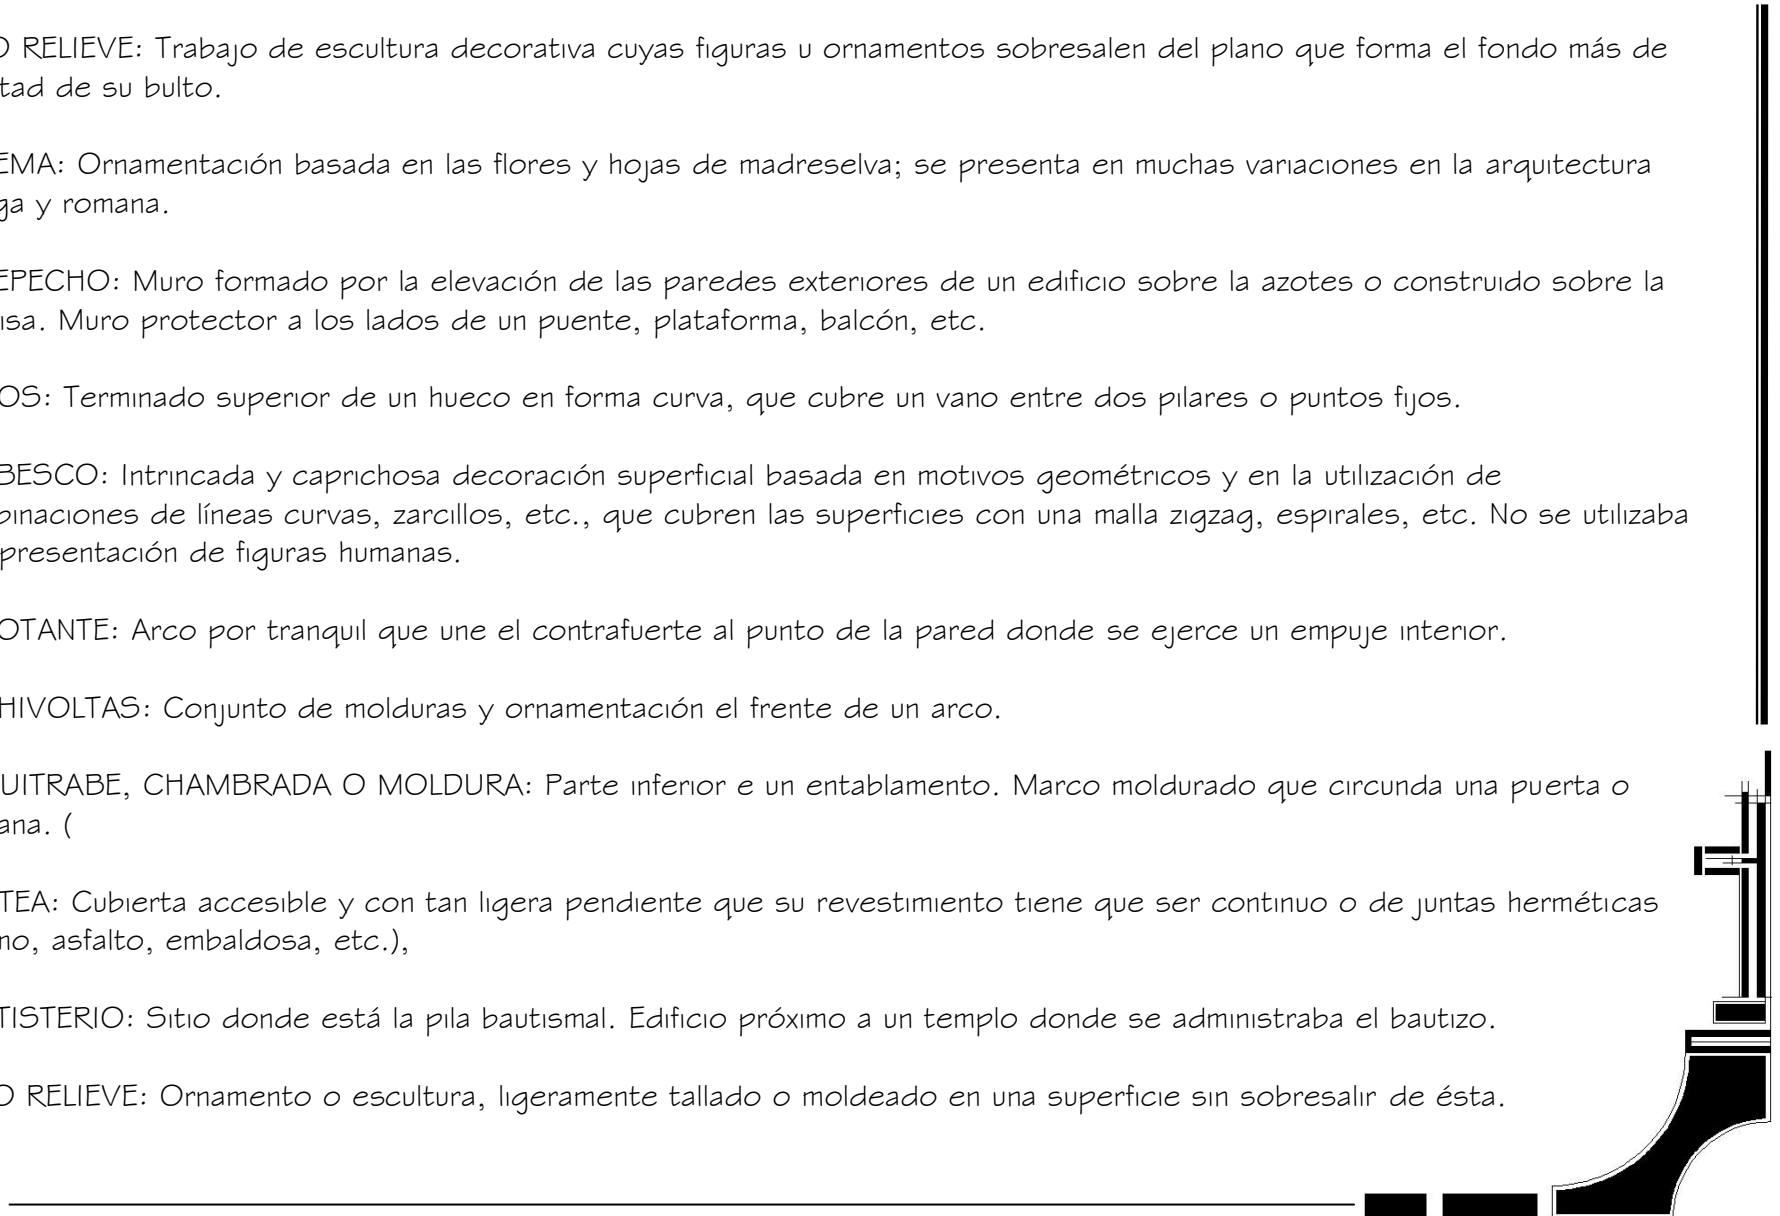 O RELIEVE: Trabajo de escultura decorativa cuyas figuras u ornamentos sobresalen del plano que forma el fondo más de
tad de su bulto.
EMA: Ornamentación basada en las flores y hojas de madreselva; se presenta en muchas variaciones en la arquitectura
ga y romana.
EPECHO: Muro formado por la elevación de las paredes exteriores de un edificio sobre la azotes o construido sobre la
isa. Muro protector a los lados de un puente, plataforma, balcón, etc.
OS: Terminado superior de un hueco en forma curva, que cubre un vano entre dos pilares o puntos fijos.
BESCO: Intrincada y caprichosa decoración superficial basada en motivos geométricos y en la utilización de
binaciones de líneas curvas, zarcillos, etc., que cubren las superficies con una malla zigzag, espirales, etc. No se utilizaba
presentación de figuras humanas.
OTANTE: Arco por tranquil que une el contrafuerte al punto de la pared donde se ejerce un empuje interior.
HIVOLTAS: Conjunto de molduras y ornamentación el frente de un arco.
UITRABE, CHAMBRADA O MOLDURA: Parte inferior e un entablamento. Marco moldurado que circunda una puerta o
ana. (
TEA: Cubierta accesible y con tan ligera pendiente que su revestimiento tiene que ser continuo o de juntas herméticas
no, asfalto, embaldosa, etc.),
TISTERIO: Sitio donde está la pila bautismal. Edificio próximo a un templo donde se administraba el bautizo.
O RELIEVE: Ornamento o escultura, ligeramente tallado o moldeado en una superficie sin sobresalir de ésta.